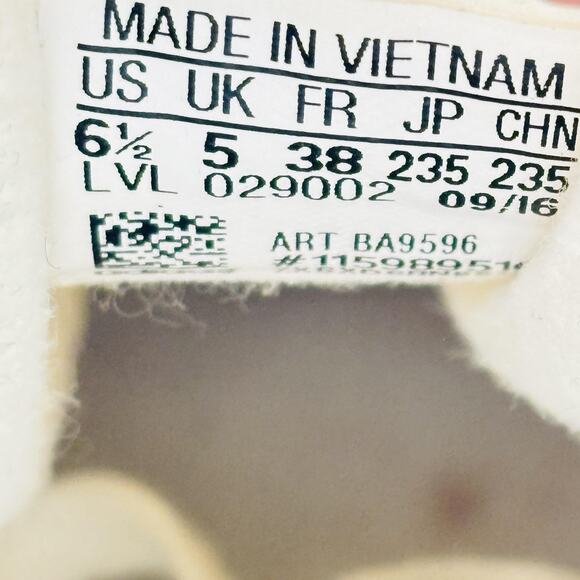 MADE IN VIETNAM
US UK FR JP CHN
6½ 5 38 235 235
LVL 029002 09/16
ART BA9596
#11598951